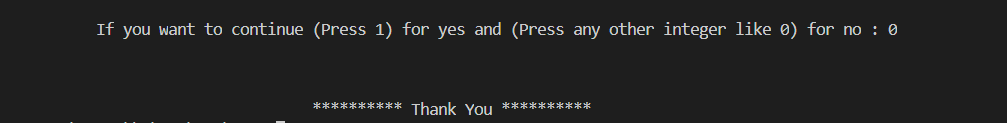 If you want to continue (Press 1) for yes and (Press any other integer like 0) for no : 0
********** Thank You **********